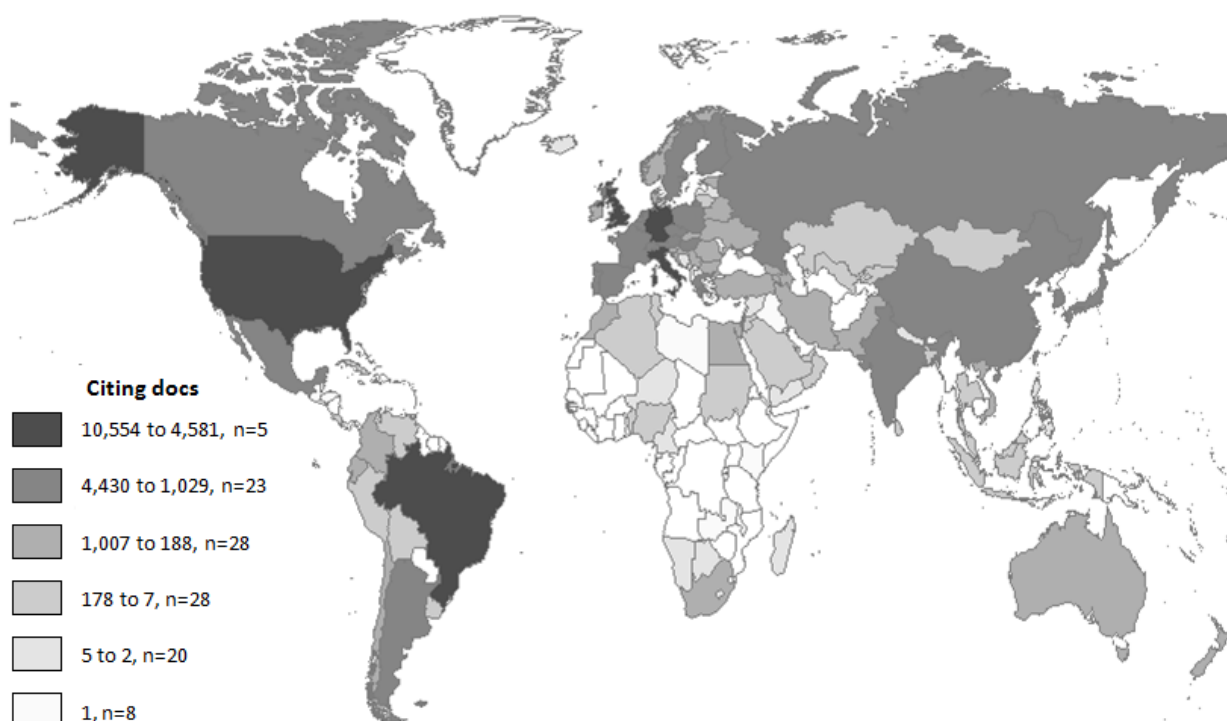 Citing docs
10,554 to 4,581, n=5
4,430 to 1,029, n=23
1,007 to 188, n=28
178 to 7, n=28
5 to 2, n=20
1, n=8